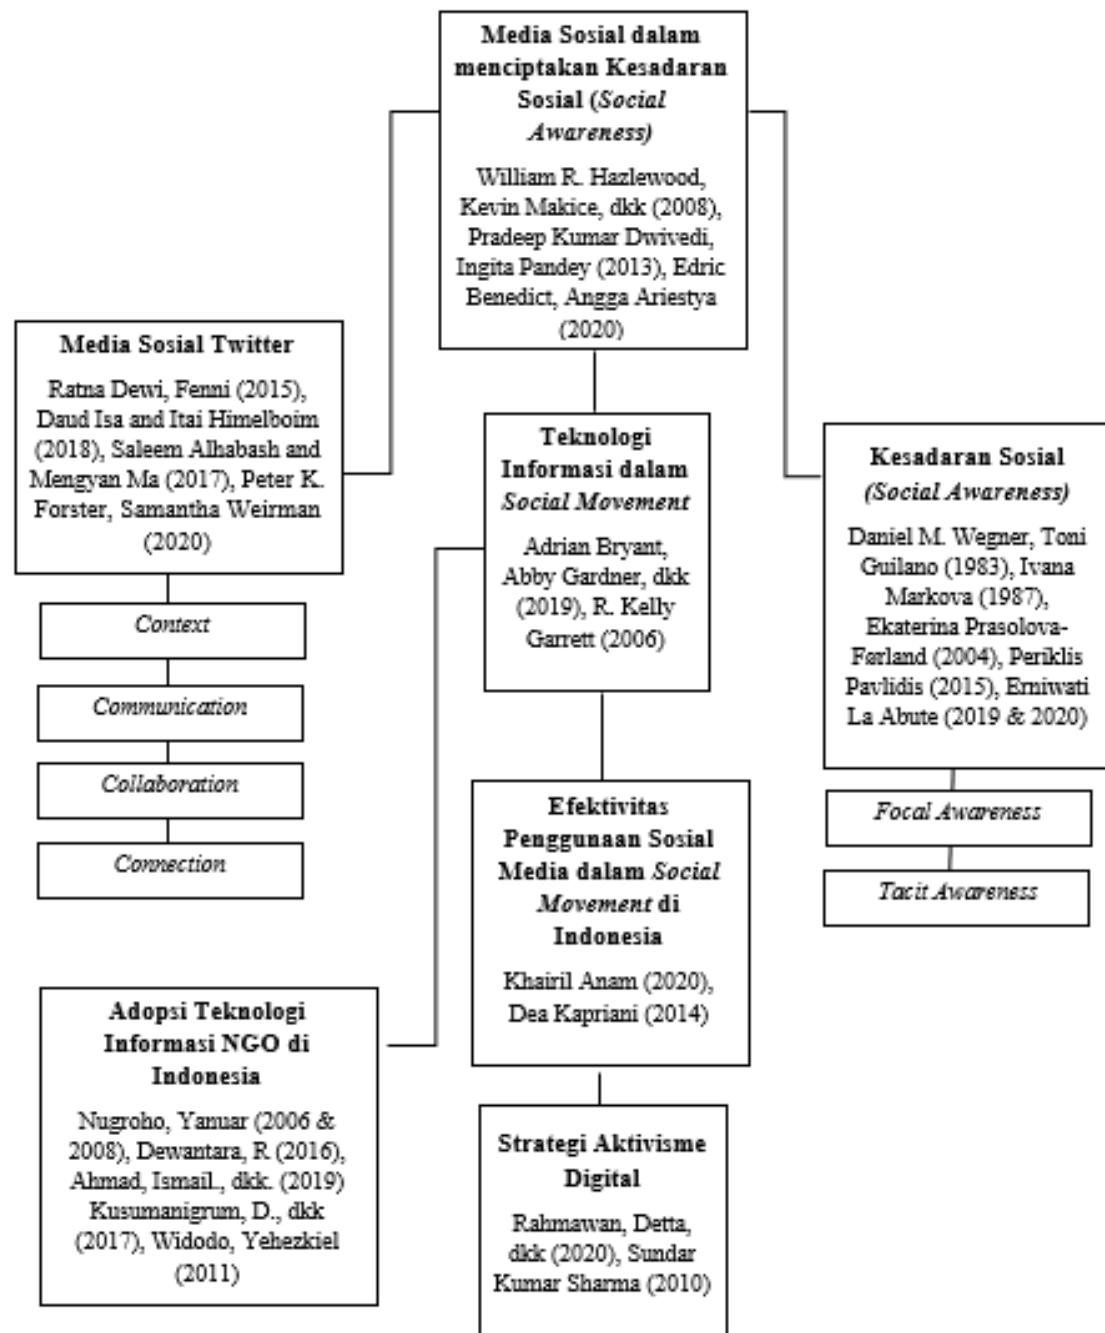 Media Sosial dalam
menciptakan Kesadaran
Sosial (Social
Awareness)
William R. Hazlewood,
Kevin Makice, dkk (2008),
Pradeep Kumar Dwivedi,
Ingita Pandey (2013), Edric
Benedict, Angga Ariestya
(2020)
Media Sosial Twitter
Ratna Dewi, Fenni (2015),
Daud Isa and Itai Himelboim
(2018), Saleem Alhabash and
Mengyan Ma (2017), Peter K.
Forster, Samantha Weirman
(2020)
Context
Communication
Collaboration
Connection
Teknologi
Informasi dalam
Social Movement
Adrian Bryant,
Abby Gardner, dkk
(2019), R. Kelly
Garrett (2006)
Kesadaran Sosial
(Social Awareness)
Daniel M. Wegner, Toni
Guilano (1983), Ivana
Markova (1987),
Ekaterina Prasolova-
Førland (2004), Periklis
Pavlidis (2015), Erniwati
La Abute (2019 & 2020)
Focal Awareness
Tacit Awareness
Efektivitas
Penggunaan Sosial
Media dalam Social
Movement di
Indonesia
Khairil Anam (2020),
Dea Kapriani (2014)
Adopsi Teknologi
Informasi NGO di
Indonesia
Nugroho, Yanuar (2006 &
2008), Dewantara, R (2016),
Ahmad, Ismail., dkk. (2019)
Kusumanigrum, D., dkk
(2017), Widodo, Yehezkiel
(2011)
Strategi Aktivisme
Digital
Rahmawan, Detta,
dkk (2020), Sundar
Kumar Sharma (2010)